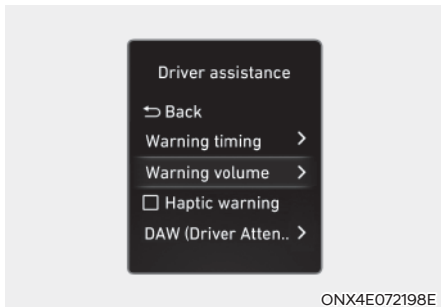 Driver assistance
Back
Warning timing
Warning volume
Haptic warning
DAW (Driver Atten..
ONX4E072198E